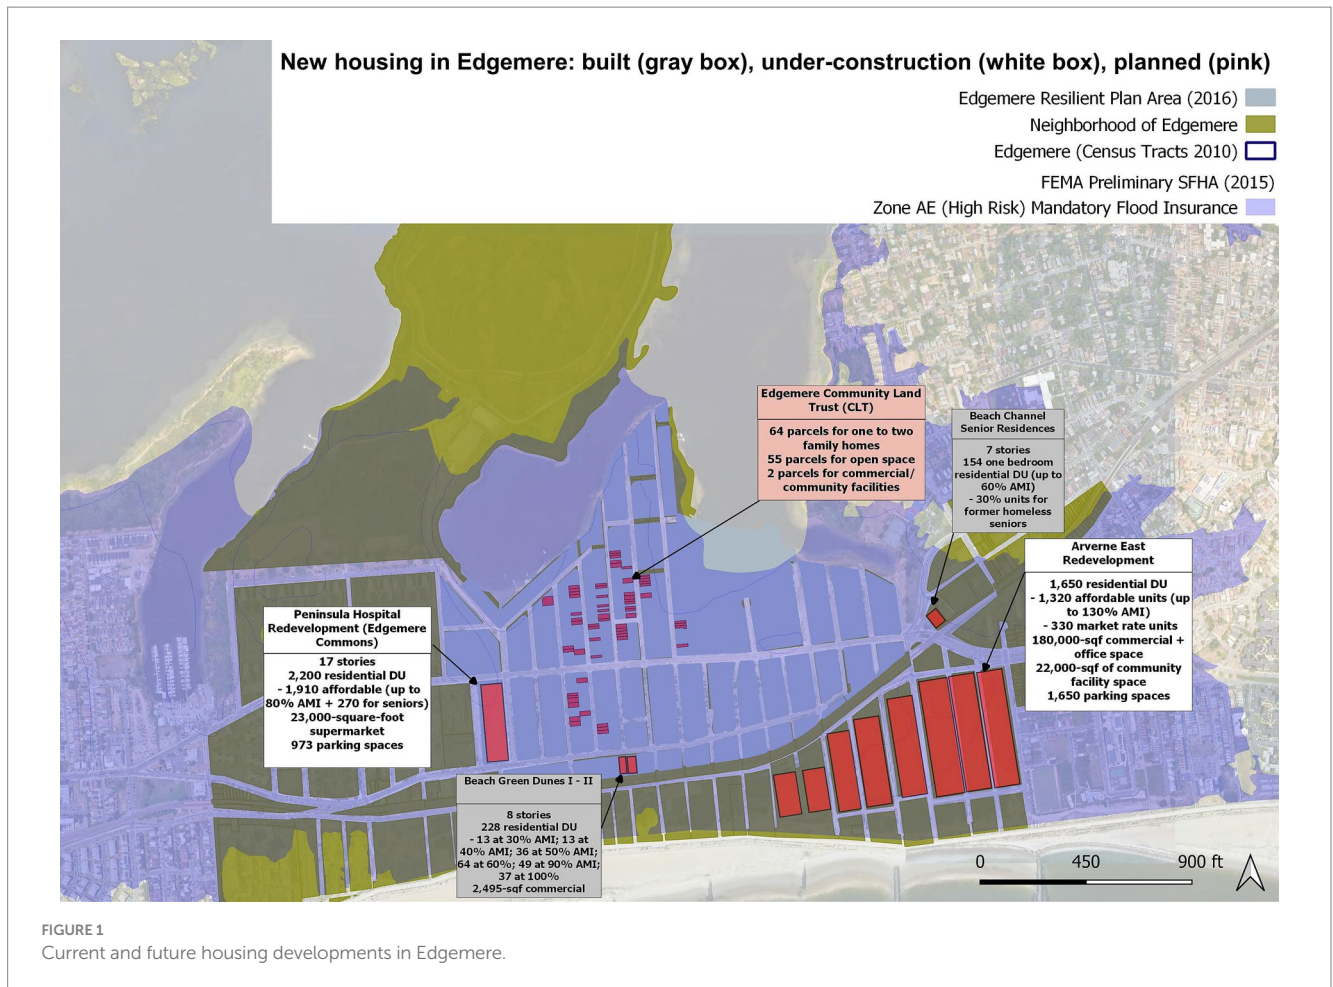 New housing in Edgemere: built (gray box), under-construction (white box), planned (pink)
Edgemere Resilient Plan Area (2016)
Neighborhood of Edgemere
Edgemere (Census Tracts 2010)
FEMA Preliminary SFHA (2015)
Zone AE (High Risk) Mandatory Flood Insurance
Edgemere Community Land
Trust (CLT)
64 parcels for one to two
family homes
55 parcels for open space
2 parcels for commercial/
community facilities
Beach Channel
Senior Residences
7 stories
154 one bedroom
residential DU (up to
60% AMI)
- 30% units for
former homeless
seniors
Arverne East
Redevelopment
1,650 residential DU
- 1,320 affordable units (up
to 130% AMI)
- 330 market rate units
180,000-sqf commercial +
office space
22,000-sqf of community
facility space
1,650 parking spaces
Peninsula Hospital
Redevelopment (Edgemere
Commons)
17 stories
2,200 residential DU
- 1,910 affordable (up to
80% AMI + 270 for seniors)
23,000-square-foot
supermarket
973 parking spaces
Beach Green Dunes I - II
8 stories
228 residential DU
- 13 at 30% AMI; 13 at
40% AMI; 36 at 50% AMI;
64 at 60%; 49 at 90% AMI;
37 at 100%
2,495-sqf commercial
0 450 900 ft
FIGURE 1
Current and future housing developments in Edgemere.